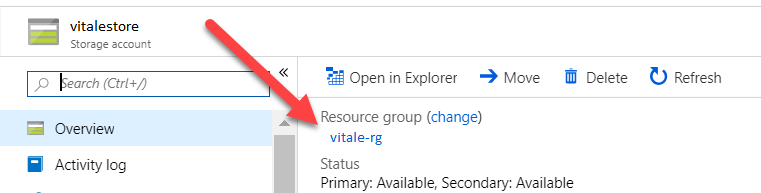 vitalestore
Storage account
Search (Ctrl+/)
«
Overview
Activity log
Open in Explorer
Move
Delete
Refresh
Resource group (change)
vitale-rg
Status
Primary: Available, Secondary: Available